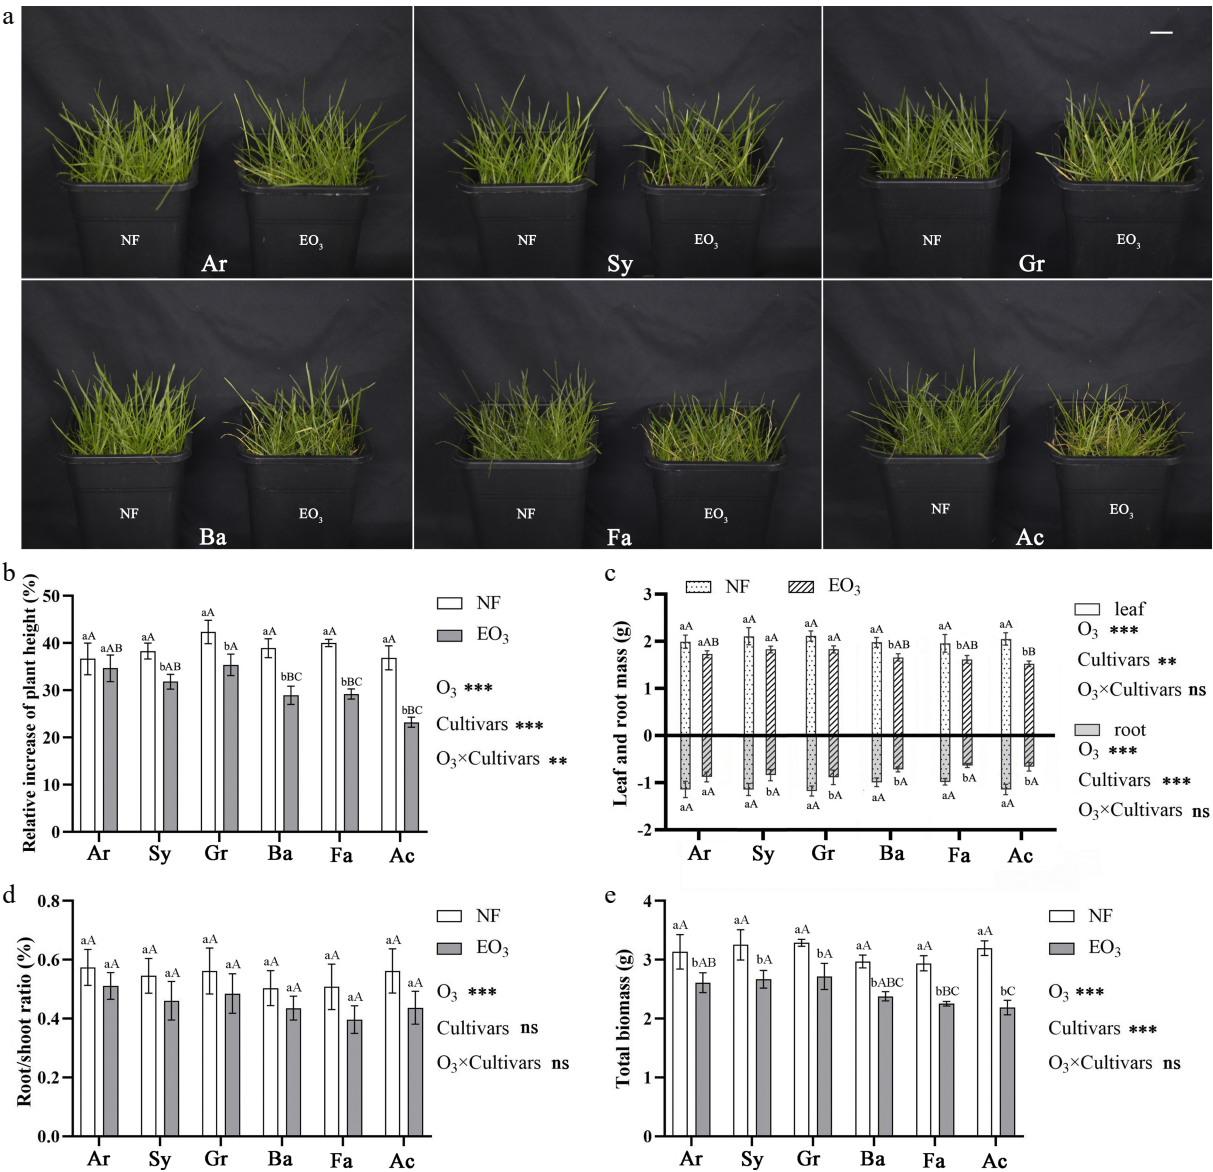 a
NF
EO3
Ar
NF
EO3
Sy
NF
EO3
Gr
NF
EO3
Ba
NF
EO3
Fa
NF
EO3
Ac
b
Relative increase of plant height (%)
50
40
30
20
10
0
aA
aAB
aA
bAB
aA
bA
aA
bBC
aA
bBC
aA
bBC
Ar
Sy
Gr
Ba
Fa
Ac
NF
EO3
O3 ***
Cultivars ***
O3×Cultivars **
c
Leaf and root mass (g)
3
2
1
0
-1
-2
NF
EO3
aA
aAB
aA
aA
aA
aA
aA
bAB
aA
bAB
aA
bB
aA
aA
aA
bA
aA
bA
aA
bA
aA
bA
aA
bA
Ar
Sy
Gr
Ba
Fa
Ac
leaf
O3 ***
Cultivars **
O3×Cultivars ns
root
O3 ***
Cultivars ***
O3×Cultivars ns
d
Root/shoot ratio (%)
0.8
0.6
0.4
0.2
0.0
aA
aA
aA
aA
aA
aA
aA
aA
aA
aA
aA
aA
Ar
Sy
Gr
Ba
Fa
Ac
NF
EO3
O3 ***
Cultivars ns
O3×Cultivars ns
e
Total biomass (g)
4
3
2
1
0
aA
bAB
aA
bA
aA
bA
aA
bABC
aA
bBC
aA
bC
Ar
Sy
Gr
Ba
Fa
Ac
NF
EO3
O3 ***
Cultivars ***
O3×Cultivars ns